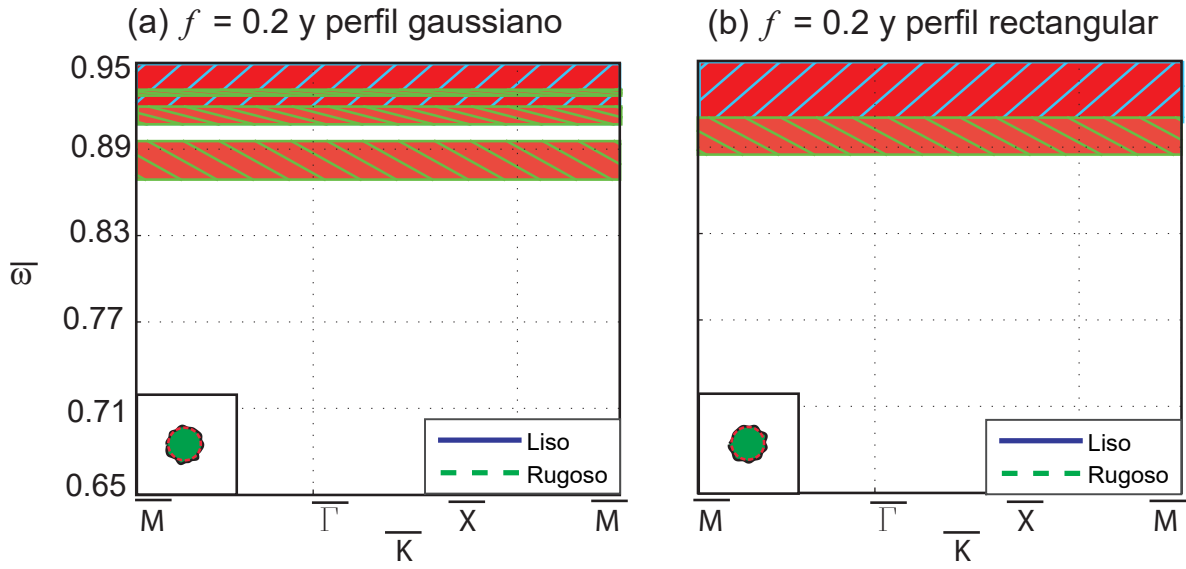 (a) f = 0.2 y perfil gaussiano
(b) f = 0.2 y perfil rectangular
0.95
0.89
0.83
ω̅
0.77
0.71
0.65
Liso
Rugoso
M̅
Γ̅
X̅
M̅
K̅
Liso
Rugoso
M̅
Γ̅
X̅
M̅
K̅